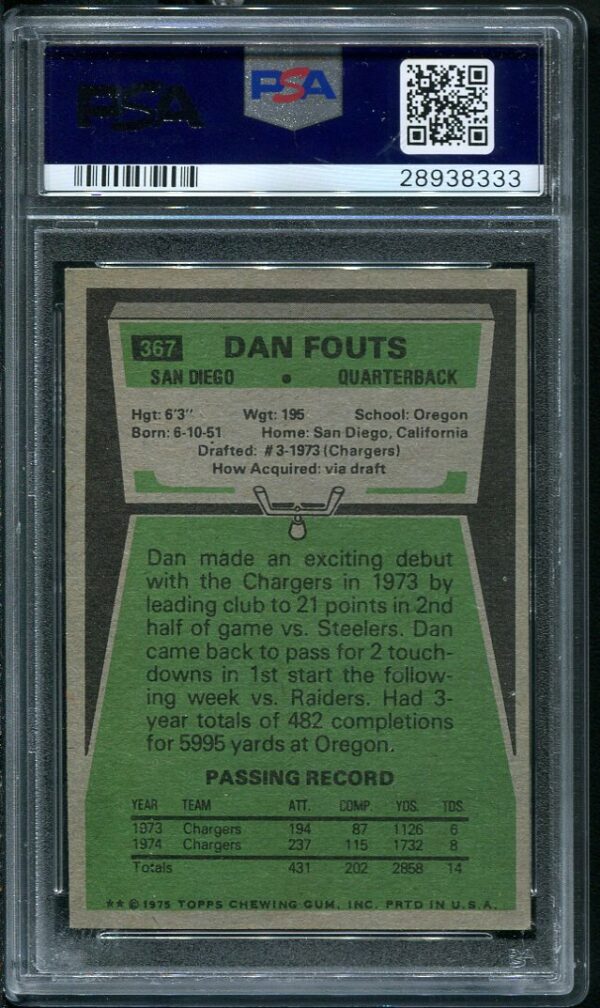 PSA
PSA
28938333
367 DAN FOUTS
SAN DIEGO • QUARTERBACK
Hgt: 6'3" Wgt: 195 School: Oregon
Born: 6-10-51 Home: San Diego, California
Drafted: #3-1973 (Chargers)
How Acquired: via draft
Dan made an exciting debut
with the Chargers in 1973 by
leading club to 21 points in 2nd
half of game vs. Steelers. Dan
came back to pass for 2 touch-
downs in 1st start the follow-
ing week vs. Raiders. Had 3-
year totals of 482 completions
for 5995 yards at Oregon.
PASSING RECORD
YEAR TEAM ATT. COMP. YDS. TDS.
1973 Chargers 194 87 1126 6
1974 Chargers 237 115 1732 8
Totals 431 202 2858 14
** © 1975 TOPPS CHEWING GUM, INC. PRTD IN U.S.A.